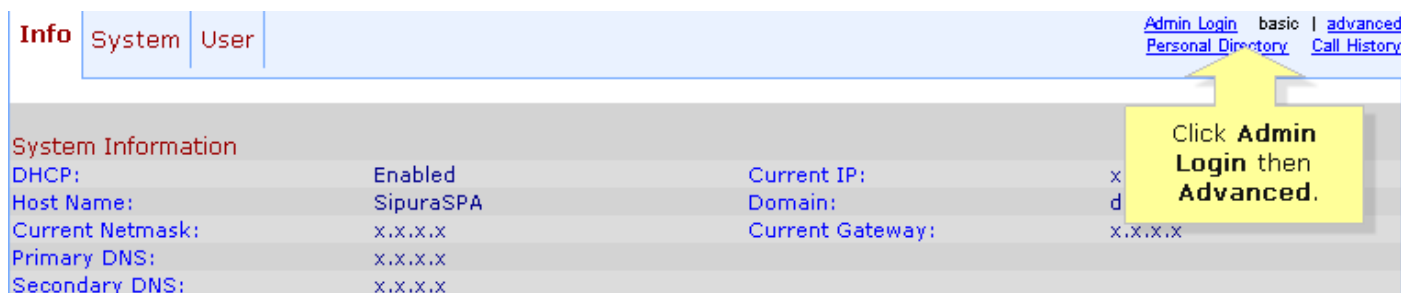 Info System User Admin Login basic | advanced
Personal Directory Call History
System Information
DHCP: Enabled Current IP: x
Host Name: SipuraSPA Domain: d
Current Netmask: x.x.x.x Current Gateway: x.x.x.x
Primary DNS: x.x.x.x
Secondary DNS: x.x.x.x
Click Admin
Login then
Advanced.